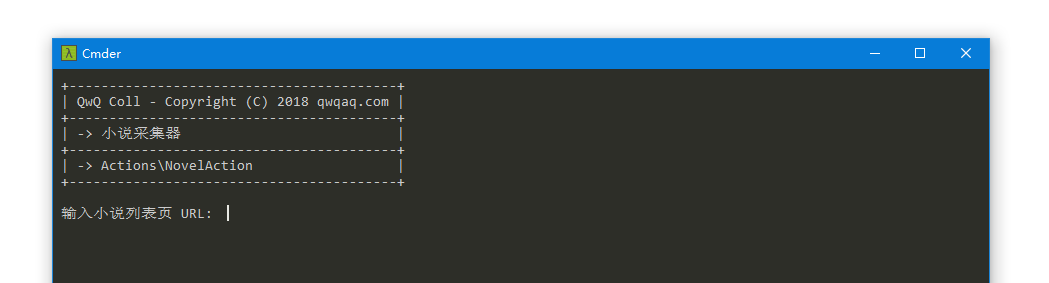 Cmder
+-----------------------------------------+
| QwQ Coll - Copyright (C) 2018 qwqaq.com |
+-----------------------------------------+
| -> 小说采集器                           |
+-----------------------------------------+
| -> Actions\NovelAction                  |
+-----------------------------------------+
输入小说列表页 URL: